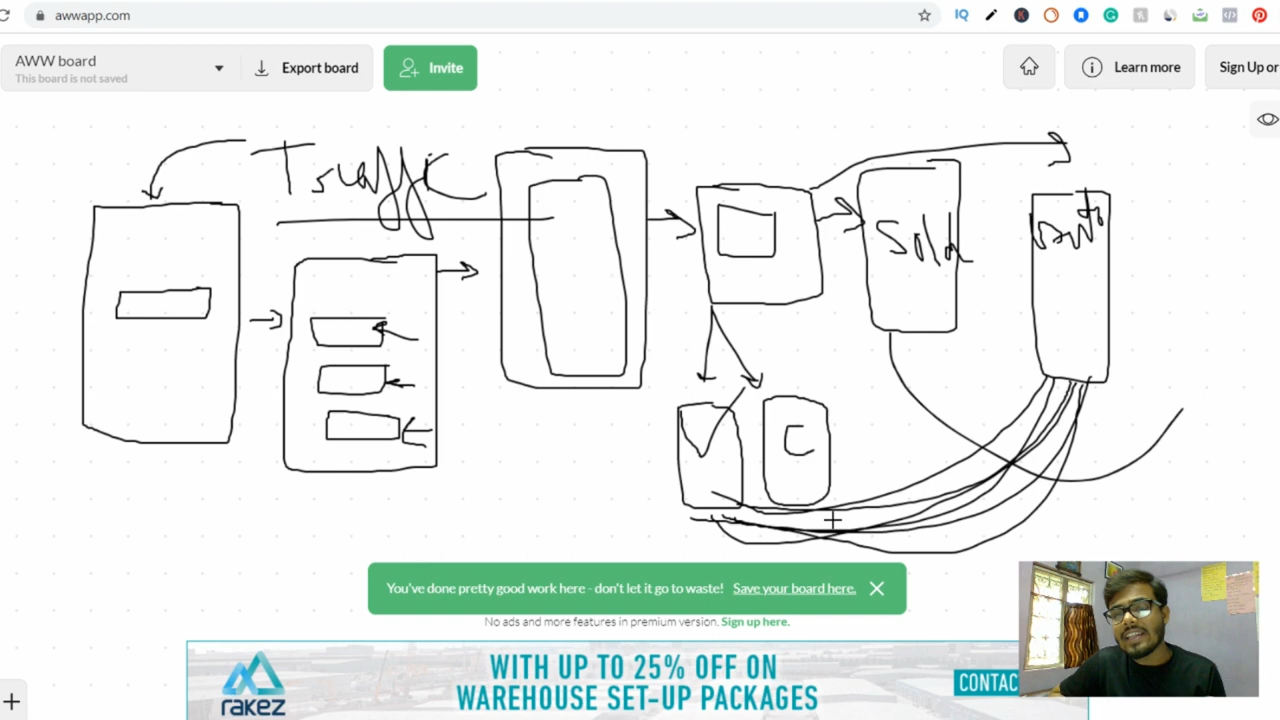 awwapp.com
IQ
AWW board
This board is not saved
Export board
Invite
Learn more
Sign Up or
Traffic
Sold
C
You've done pretty good work here - don't let it go to waste! Save your board here.
No ads and more features in premium version. Sign up here.
rakez
WITH UP TO 25% OFF ON
WAREHOUSE SET-UP PACKAGES
CONTAC